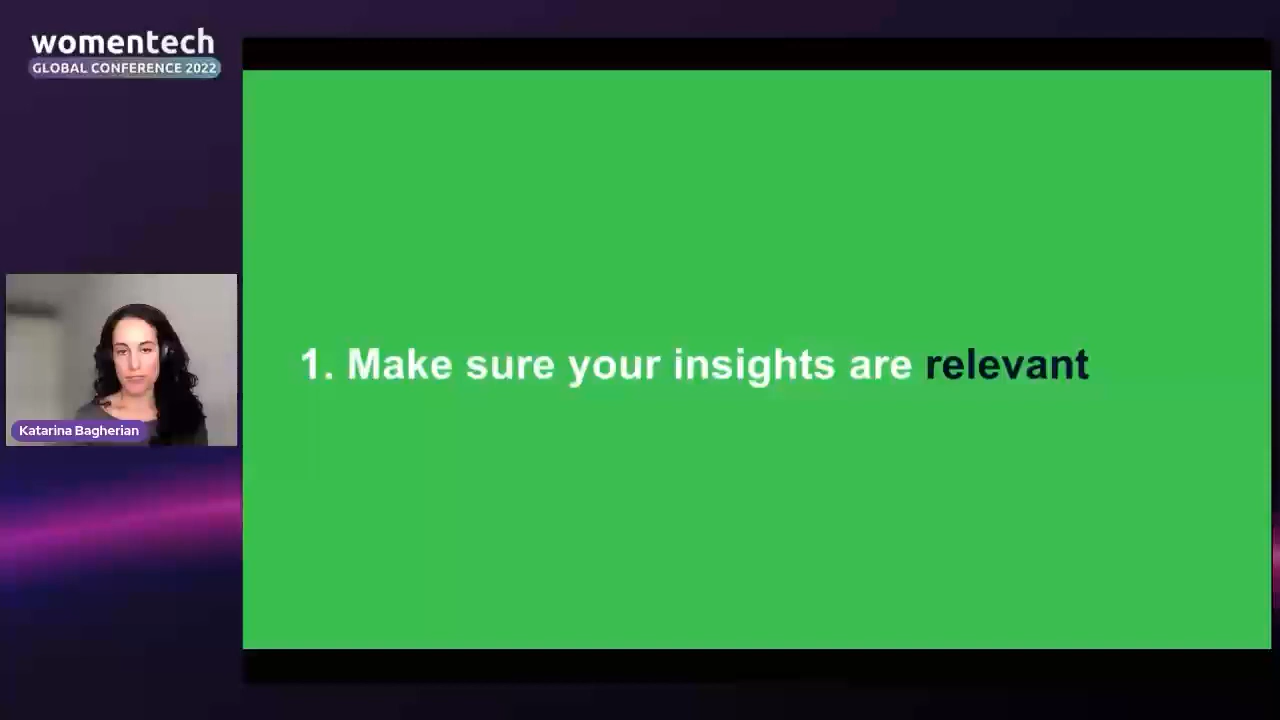 womentech
GLOBAL CONFERENCE 2022
1. Make sure your insights are relevant
Katarina Bagherian